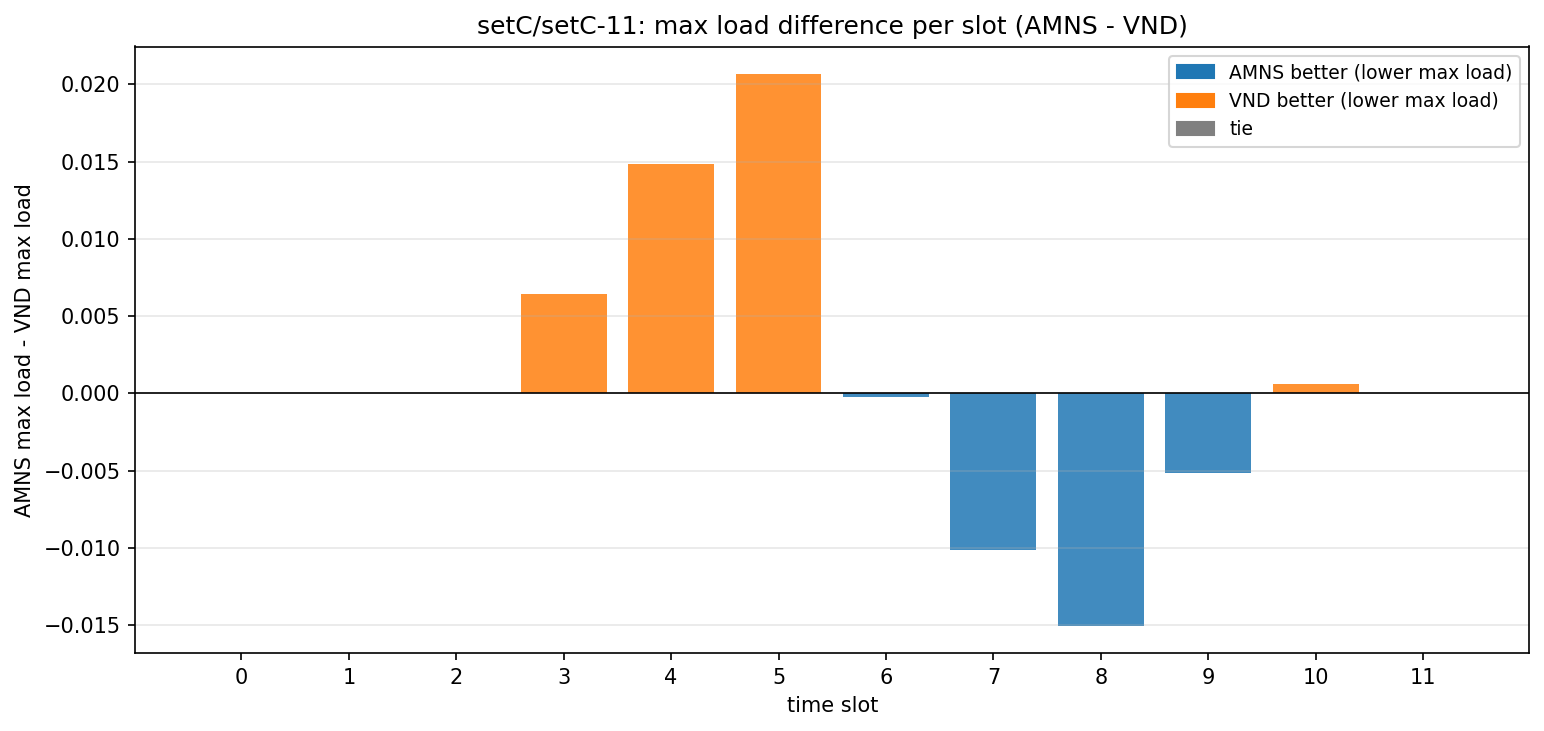 setC/setC-11: max load difference per slot (AMNS - VND)
AMNS better (lower max load)
VND better (lower max load)
tie
AMNS max load - VND max load
0.020
0.015
0.010
0.005
0.000
−0.005
−0.010
−0.015
0 1 2 3 4 5 6 7 8 9 10 11
time slot